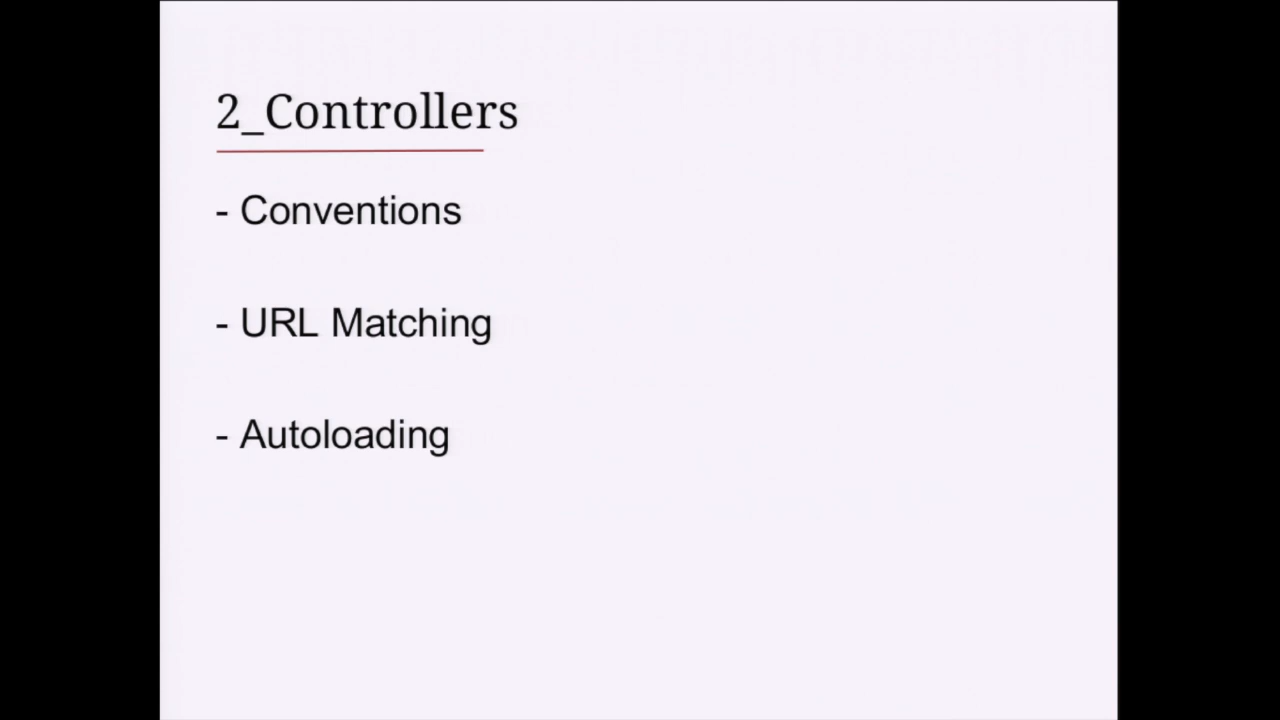 2_Controllers
- Conventions
- URL Matching
- Autoloading